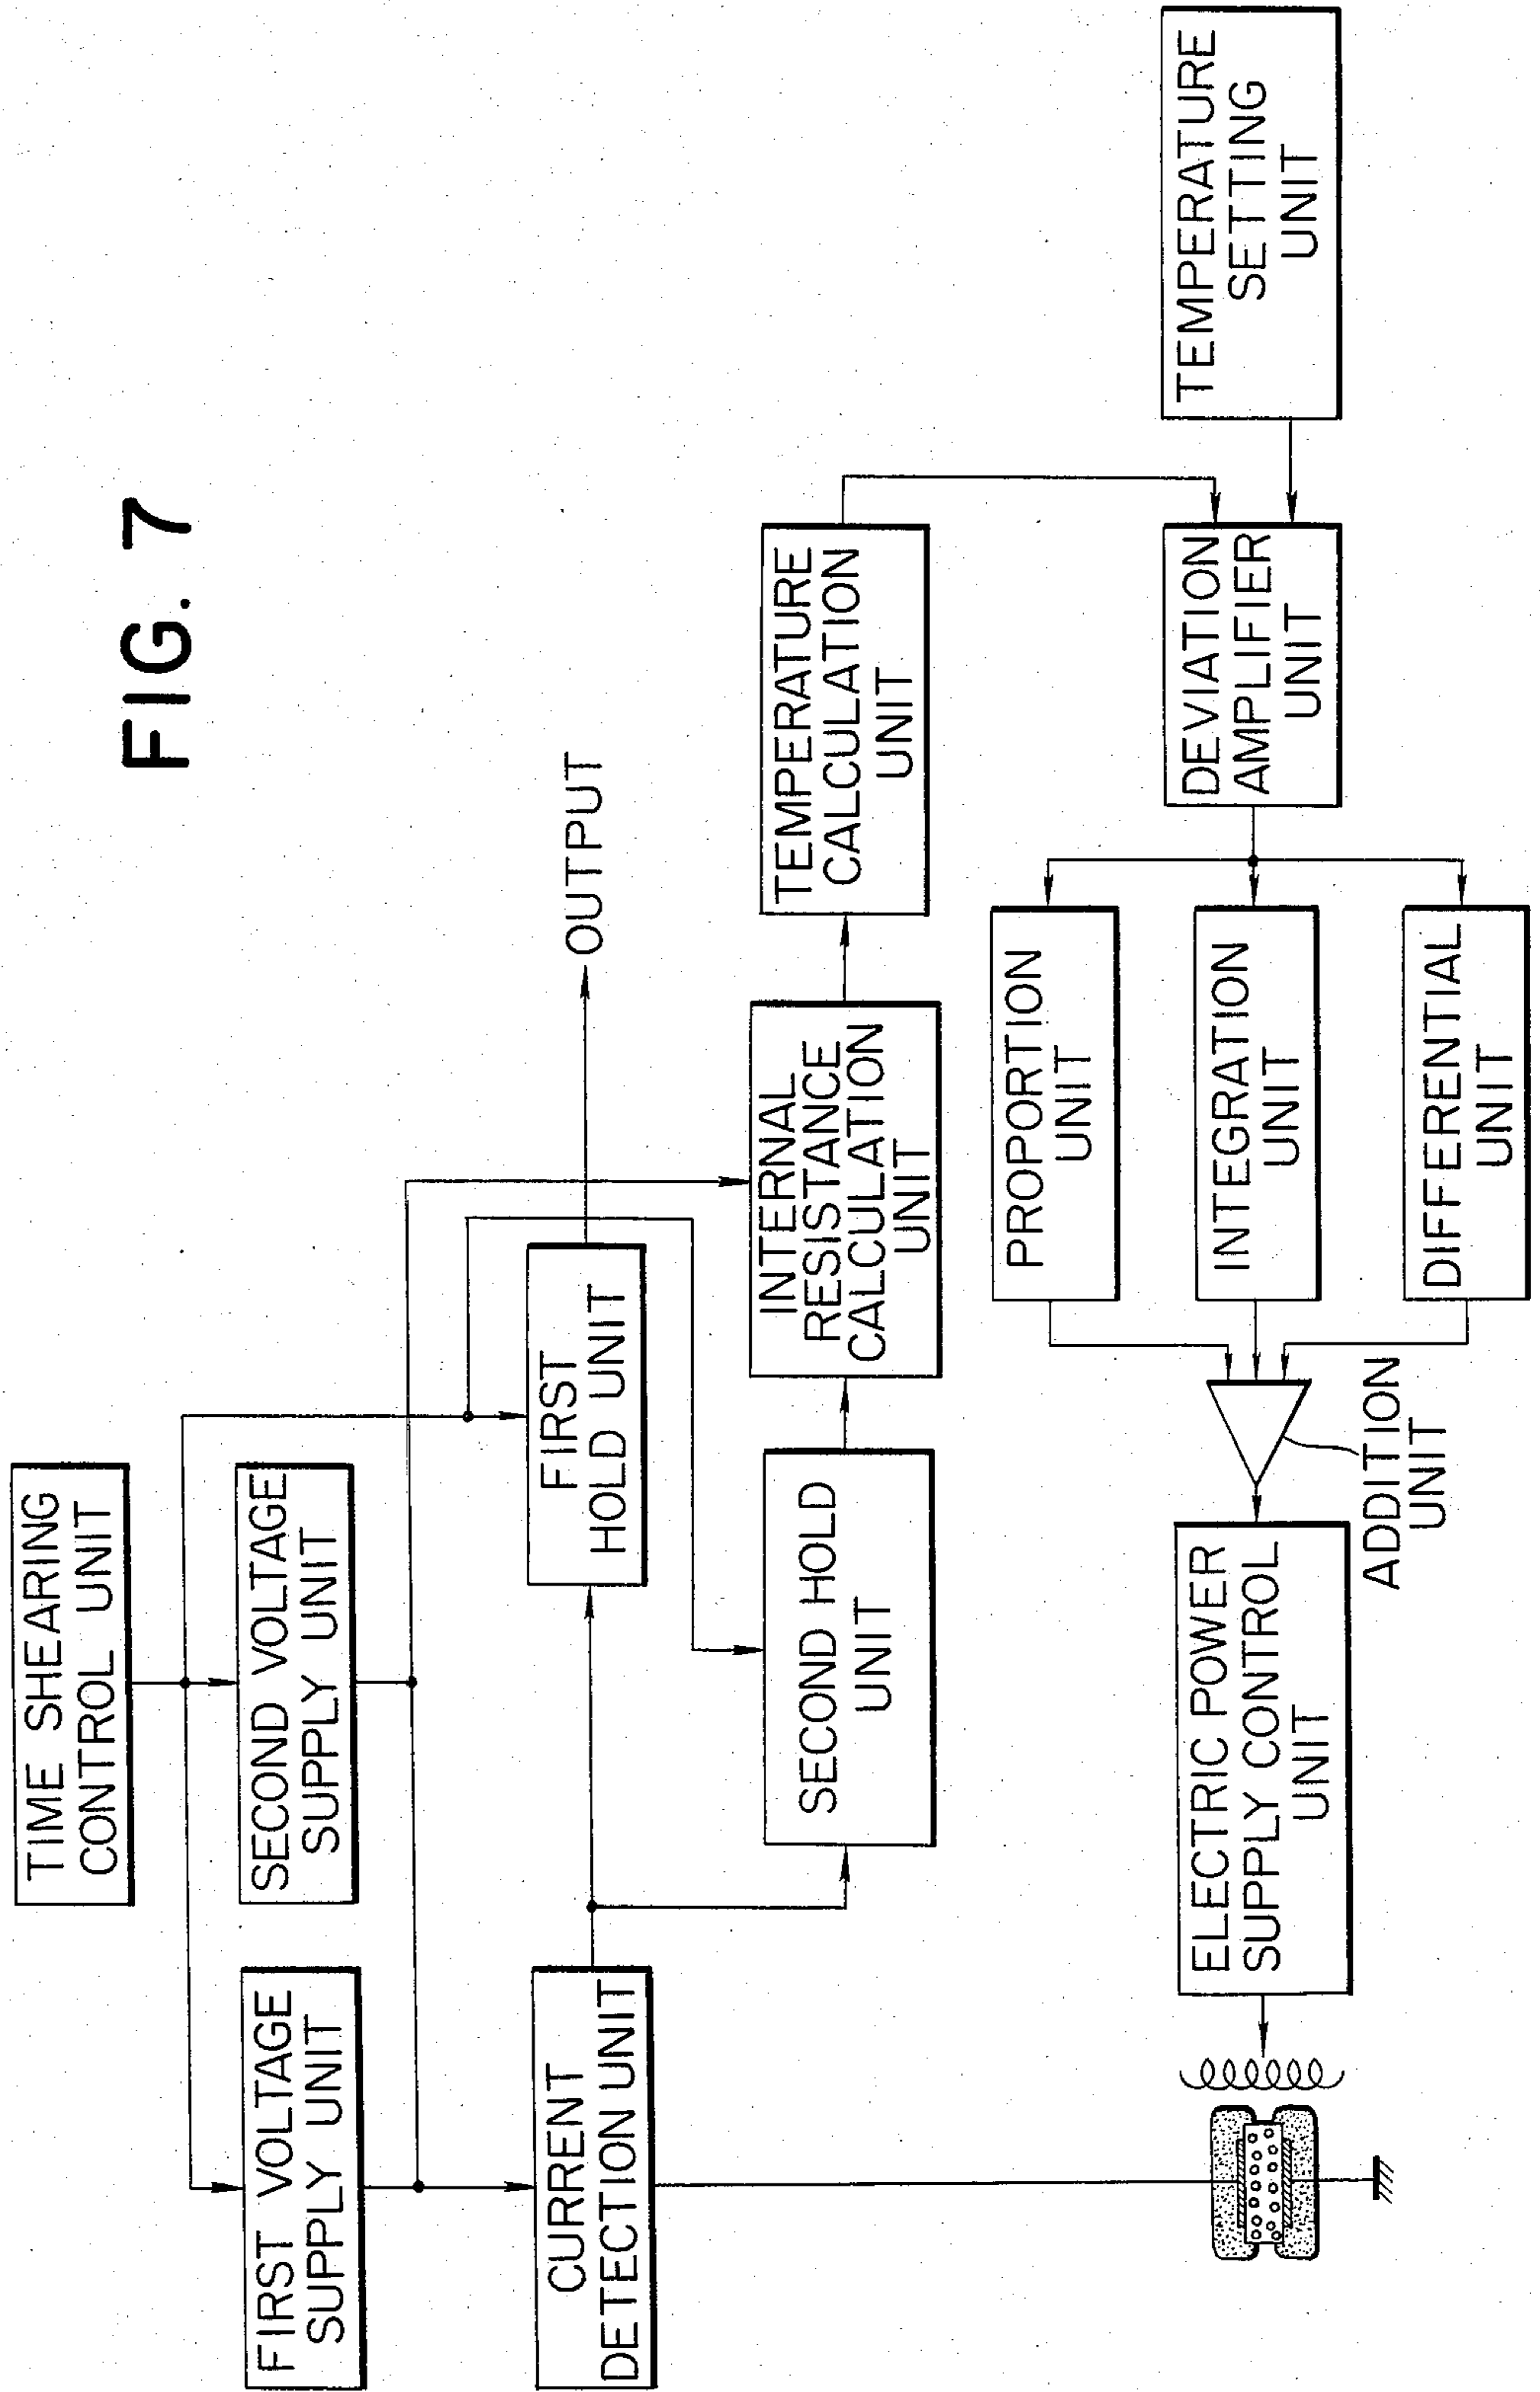 FIG. 7
TIME SHEARING
CONTROL UNIT
FIRST VOLTAGE
SUPPLY UNIT
SECOND VOLTAGE
SUPPLY UNIT
CURRENT
DETECTION UNIT
FIRST
HOLD UNIT
OUTPUT
SECOND HOLD
UNIT
INTERNAL
RESISTANCE
CALCULATION
UNIT
TEMPERATURE
CALCULATION
UNIT
PROPORTION
UNIT
ELECTRIC POWER
SUPPLY CONTROL
UNIT
ADDITION
UNIT
INTEGRATION
UNIT
DEVIATION
AMPLIFIER
UNIT
TEMPERATURE
SETTING
UNIT
DIFFERENTIAL
UNIT